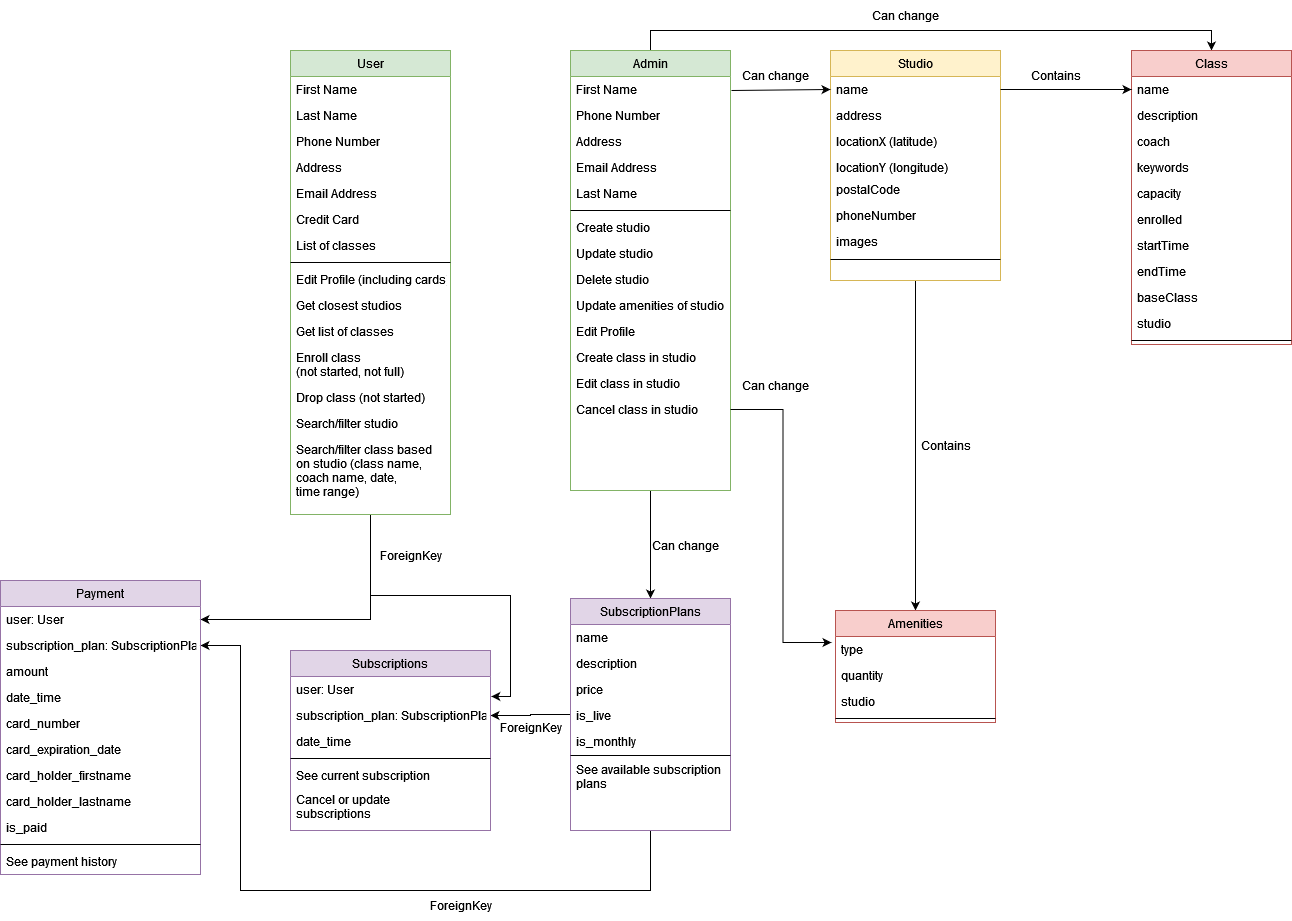 Can change
User
First Name
Last Name
Phone Number
Address
Email Address
Credit Card
List of classes
Edit Profile (including cards
Get closest studios
Get list of classes
Enroll class
(not started, not full)
Drop class (not started)
Search/filter studio
Search/filter class based
on studio (class name,
coach name, date,
time range)
Admin
First Name
Phone Number
Address
Email Address
Last Name
Create studio
Update studio
Delete studio
Update amenities of studio
Edit Profile
Create class in studio
Edit class in studio
Cancel class in studio
Can change
Studio
name
address
locationX (latitude)
locationY (longitude)
postalCode
phoneNumber
images
Contains
Class
name
description
coach
keywords
capacity
enrolled
startTime
endTime
baseClass
studio
Can change
Contains
ForeignKey
Can change
Payment
user: User
subscription_plan: SubscriptionPla
amount
date_time
card_number
card_expiration_date
card_holder_firstname
card_holder_lastname
is_paid
See payment history
Subscriptions
user: User
subscription_plan: SubscriptionPla
date_time
See current subscription
Cancel or update
subscriptions
ForeignKey
SubscriptionPlans
name
description
price
is_live
is_monthly
See available subscription
plans
Amenities
type
quantity
studio
ForeignKey